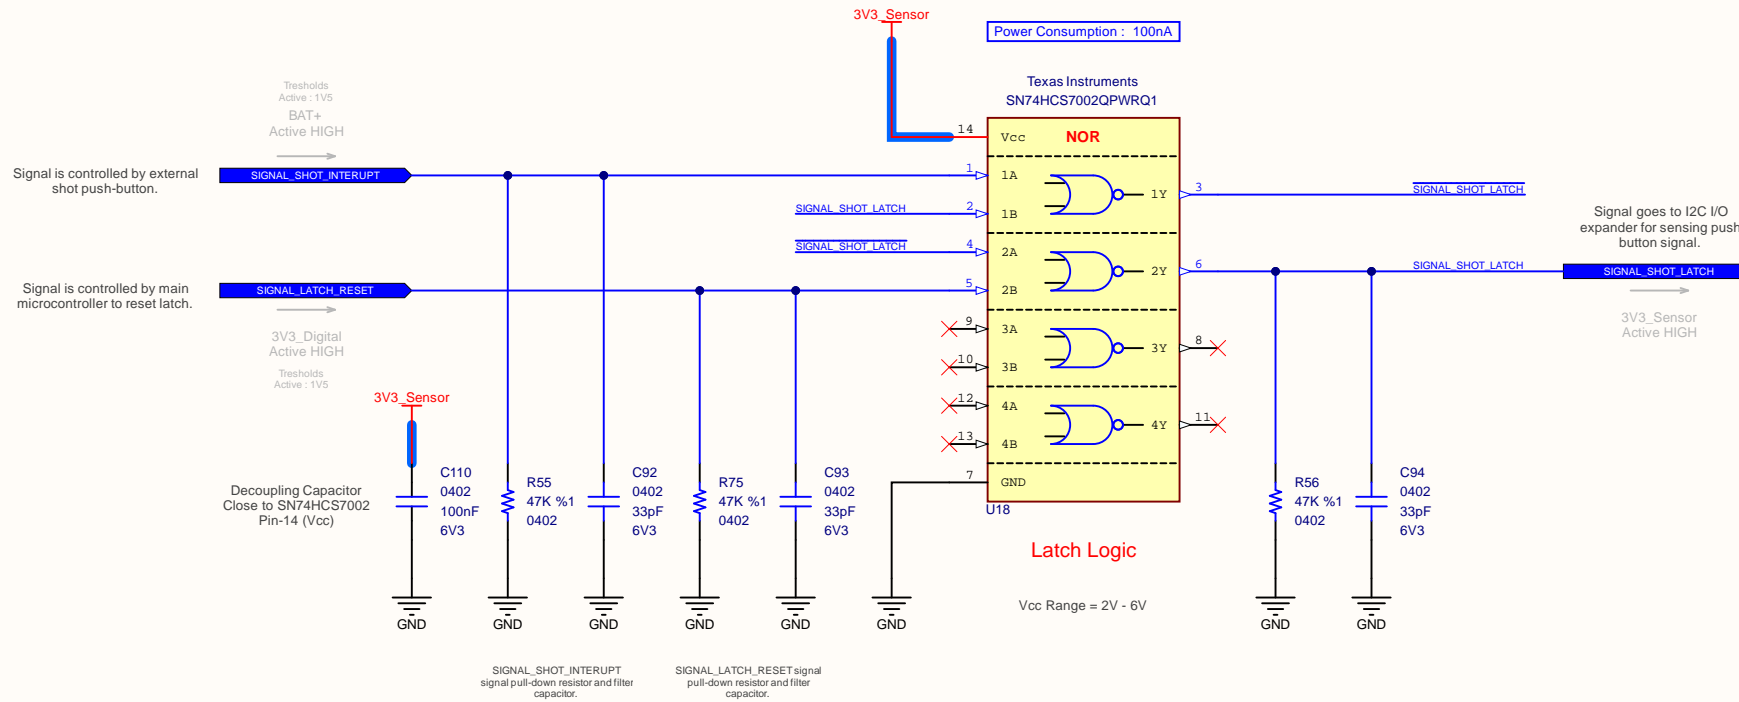 3V3_Sensor
Power Consumption : 100nA
Texas Instruments
SN74HCS7002QPWRQ1
Tresholds
Active : 1V5
BAT+
Active HIGH
Signal is controlled by external
shot push-button.
SIGNAL_SHOT_INTERUPT
14
Vcc
NOR
1
1A
1Y
3
SIGNAL_SHOT_LATCH
SIGNAL_SHOT_LATCH
2
1B
SIGNAL_SHOT_LATCH
4
2A
2Y
6
SIGNAL_SHOT_LATCH
SIGNAL_SHOT_LATCH
Signal goes to I2C I/O
expander for sensing push
button signal.
3V3_Sensor
Active HIGH
Signal is controlled by main
microcontroller to reset latch.
SIGNAL_LATCH_RESET
5
2B
3V3_Digital
Active HIGH
Tresholds
Active : 1V5
9
3A
3Y
8
10
3B
12
4A
4Y
11
13
4B
7
GND
U18
3V3_Sensor
Decoupling Capacitor
Close to SN74HCS7002
Pin-14 (Vcc)
C110
0402
100nF
6V3
R55
47K %1
0402
C92
0402
33pF
6V3
R75
47K %1
0402
C93
0402
33pF
6V3
R56
47K %1
0402
C94
0402
33pF
6V3
Latch Logic
Vcc Range = 2V - 6V
GND
GND
GND
GND
GND
GND
GND
GND
SIGNAL_SHOT_INTERUPT
signal pull-down resistor and filter
capacitor.
SIGNAL_LATCH_RESET signal
pull-down resistor and filter
capacitor.